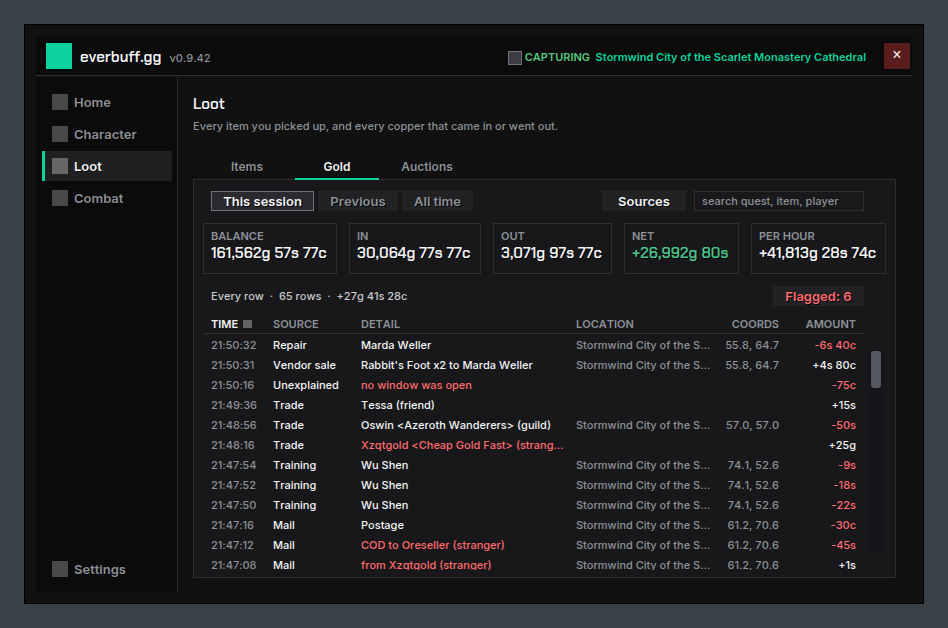 everbuff.gg v0.9.42
CAPTURING Stormwind City of the Scarlet Monastery Cathedral
×
Home
Character
Loot
Combat
Settings
Loot
Every item you picked up, and every copper that came in or went out.
Items Gold Auctions
This session Previous All time Sources search quest, item, player
BALANCE IN OUT NET PER HOUR
161,562g 57s 77c 30,064g 77s 77c 3,071g 97s 77c +26,992g 80s +41,813g 28s 74c
Every row · 65 rows · +27g 41s 28c Flagged: 6
TIME SOURCE DETAIL LOCATION COORDS AMOUNT
21:50:32 Repair Marda Weller Stormwind City of the S... 55.8, 64.7 -6s 40c
21:50:31 Vendor sale Rabbit's Foot x2 to Marda Weller Stormwind City of the S... 55.8, 64.7 +4s 80c
21:50:16 Unexplained no window was open -75c
21:49:36 Trade Tessa (friend) +15s
21:48:56 Trade Oswin <Azeroth Wanderers> (guild) Stormwind City of the S... 57.0, 57.0 -50s
21:48:16 Trade Xzqtgold <Cheap Gold Fast> (strang... +25g
21:47:54 Training Wu Shen Stormwind City of the S... 74.1, 52.6 -9s
21:47:52 Training Wu Shen Stormwind City of the S... 74.1, 52.6 -18s
21:47:50 Training Wu Shen Stormwind City of the S... 74.1, 52.6 -22s
21:47:16 Mail Postage Stormwind City of the S... 61.2, 70.6 -30c
21:47:12 Mail COD to Oreseller (stranger) Stormwind City of the S... 61.2, 70.6 -45s
21:47:08 Mail from Xzqtgold (stranger) Stormwind City of the S... 61.2, 70.6 +1s